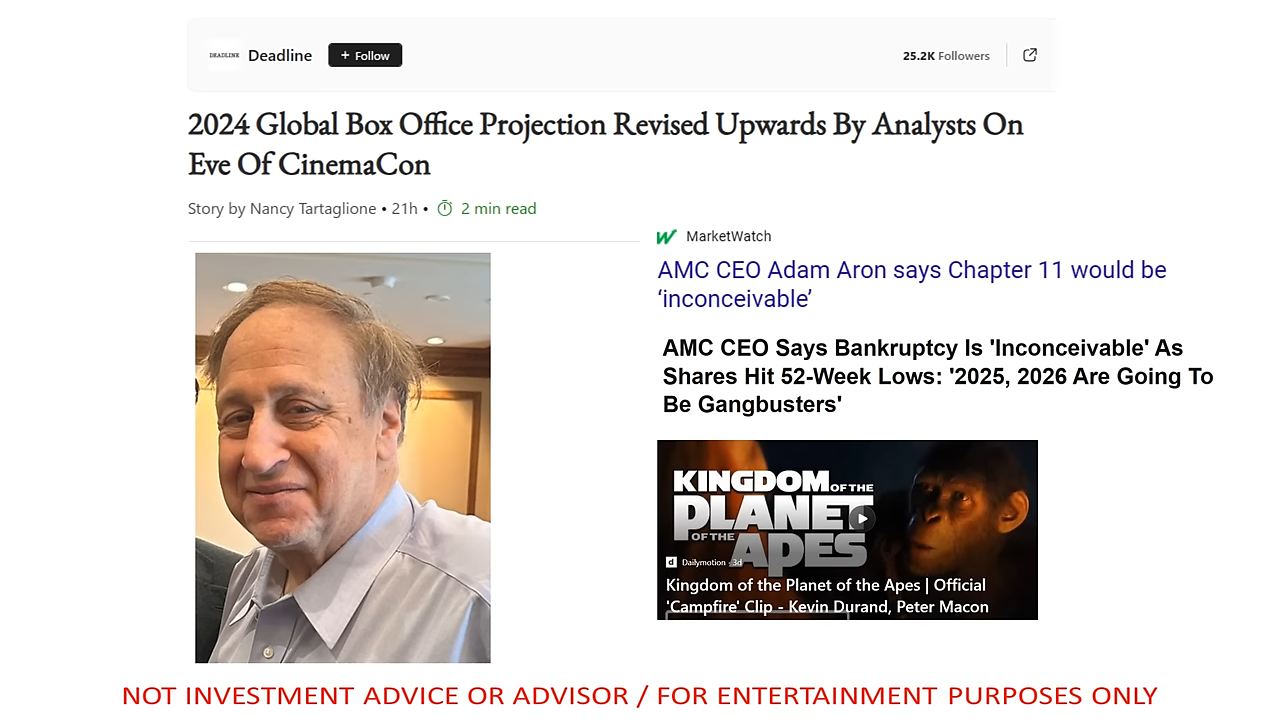 DEADLINE Deadline + Follow 25.2K Followers
2024 Global Box Office Projection Revised Upwards By Analysts On
Eve Of CinemaCon
Story by Nancy Tartaglione • 21h • 2 min read
MarketWatch
AMC CEO Adam Aron says Chapter 11 would be
‘inconceivable’
AMC CEO Says Bankruptcy Is 'Inconceivable' As
Shares Hit 52-Week Lows: '2025, 2026 Are Going To
Be Gangbusters'
KINGDOM OF THE
PLANET
OF THE APES
d Dailymotion · 3d
Kingdom of the Planet of the Apes | Official
'Campfire' Clip - Kevin Durand, Peter Macon
NOT INVESTMENT ADVICE OR ADVISOR / FOR ENTERTAINMENT PURPOSES ONLY